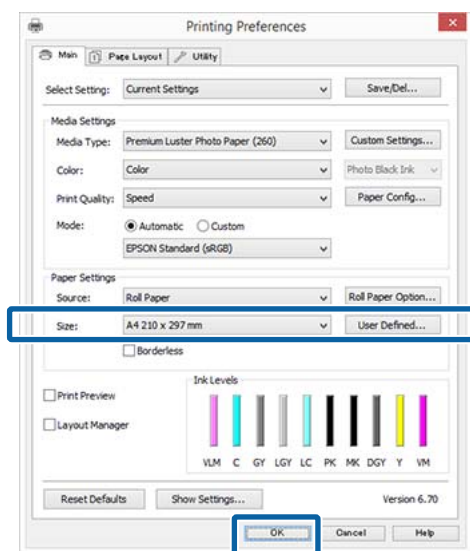 Printing Preferences
Main Page Layout Utility
Select Setting: Current Settings Save/Del...
Media Settings
Media Type: Premium Luster Photo Paper (260) Custom Settings...
Color: Color Photo Black Ink
Print Quality: Speed Paper Config...
Mode: Automatic Custom
EPSON Standard (sRGB)
Paper Settings
Source: Roll Paper Roll Paper Option...
Size: A4 210 x 297 mm User Defined...
Borderless
Ink Levels
Print Preview
Layout Manager
VLM C GY LGY LC PK MK DGY Y VM
Reset Defaults Show Settings... Version 6.70
OK Cancel Help